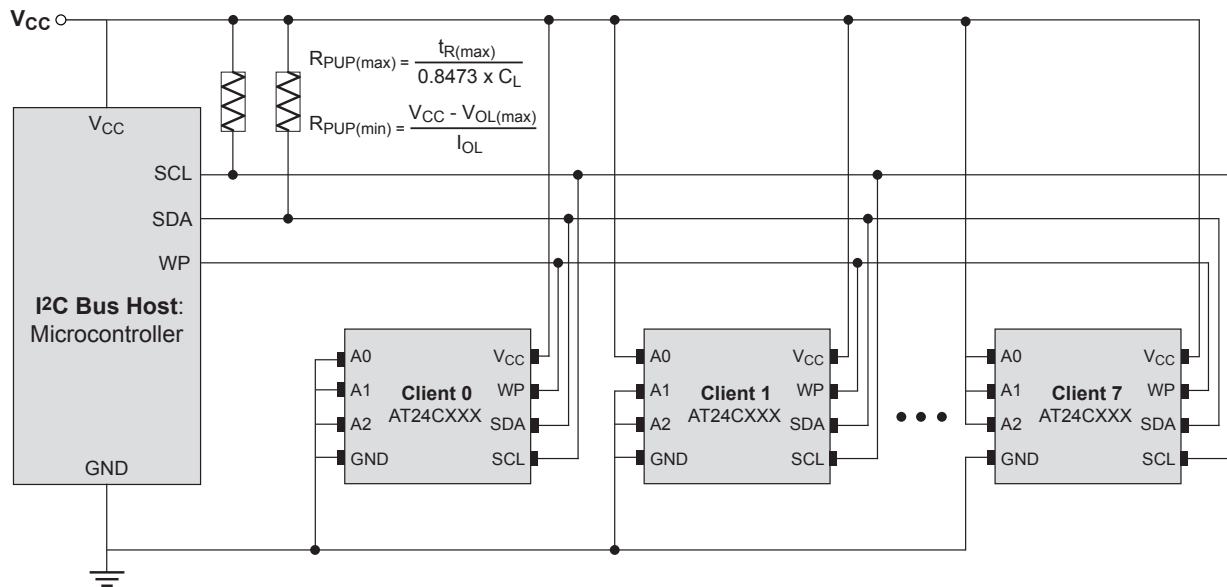 VCC
RPUP(max) = tR(max) / 0.8473 x CL
RPUP(min) = VCC - VOL(max) / IOL
VCC
SCL
SDA
WP
I²C Bus Host:
Microcontroller
GND
A0
A1
A2
GND
Client 0
AT24CXXX
VCC
WP
SDA
SCL
A0
A1
A2
GND
Client 1
AT24CXXX
VCC
WP
SDA
SCL
A0
A1
A2
GND
Client 7
AT24CXXX
VCC
WP
SDA
SCL